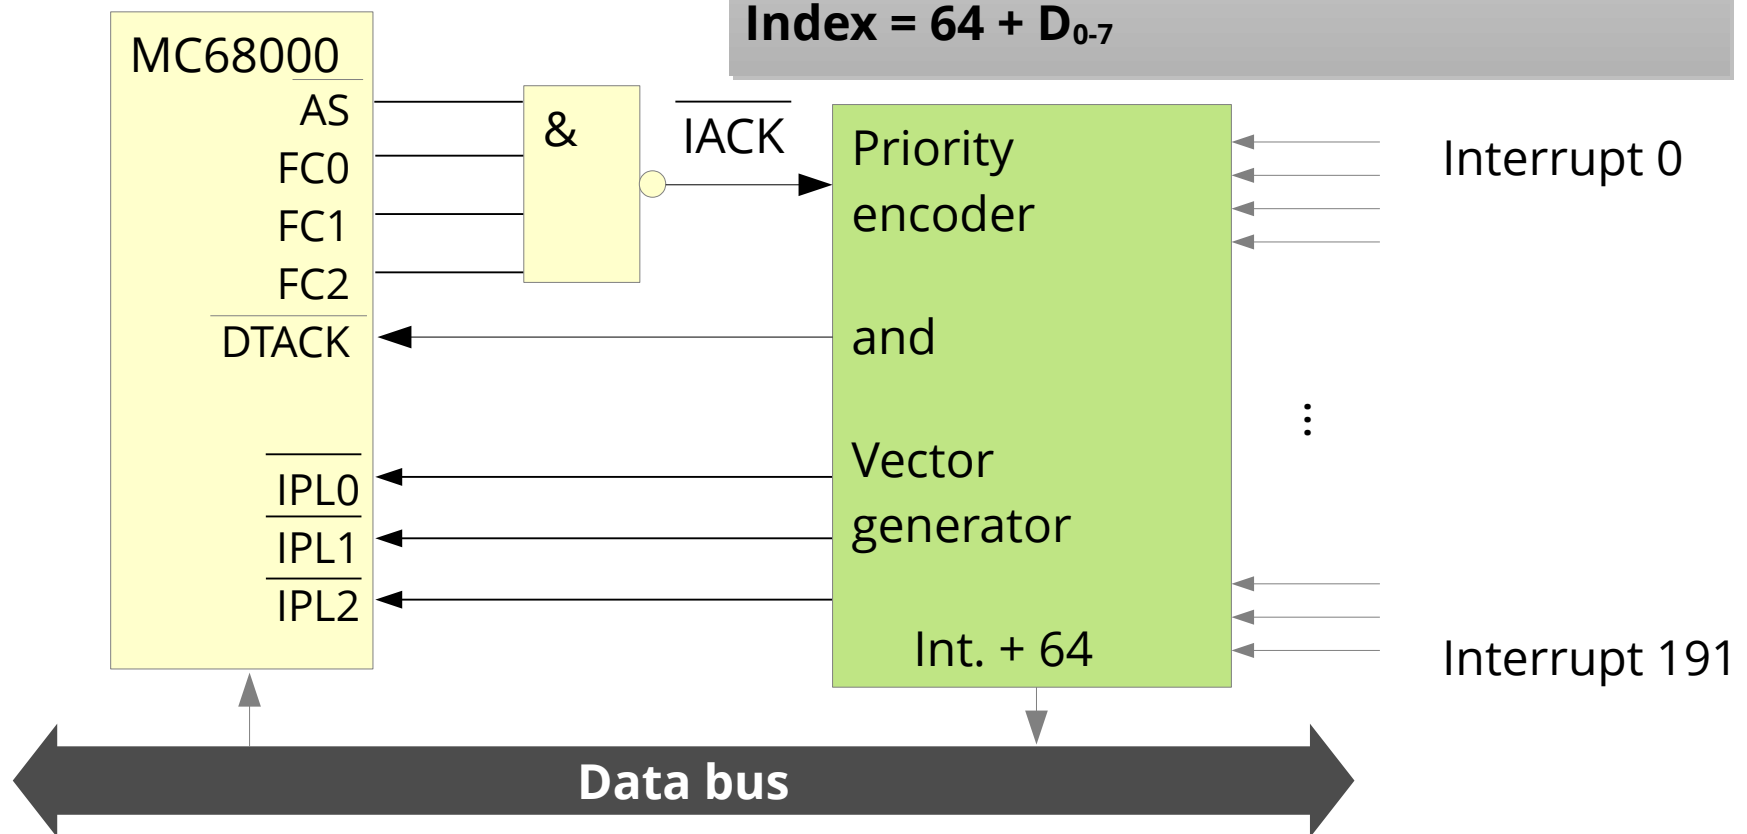 Index = 64 + D0-7
MC68000
AS
FC0
FC1
FC2
DTACK
IPL0
IPL1
IPL2
&
IACK
Priority
encoder
and
Vector
generator
Int. + 64
Interrupt 0
...
Interrupt 191
Data bus